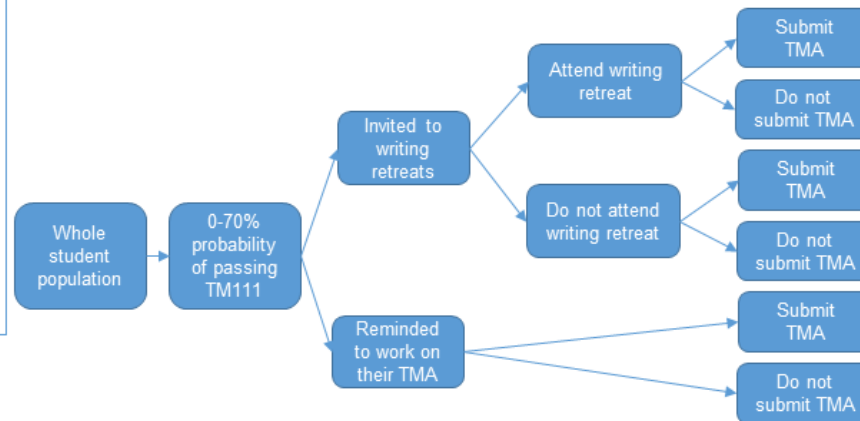 Whole
student
population
0-70%
probability
of passing
TM111
Invited to
writing
retreats
Reminded
to work on
their TMA
Attend writing
retreat
Do not attend
writing retreat
Submit
TMA
Do not
submit TMA
Submit
TMA
Do not
submit TMA
Submit
TMA
Do not
submit TMA